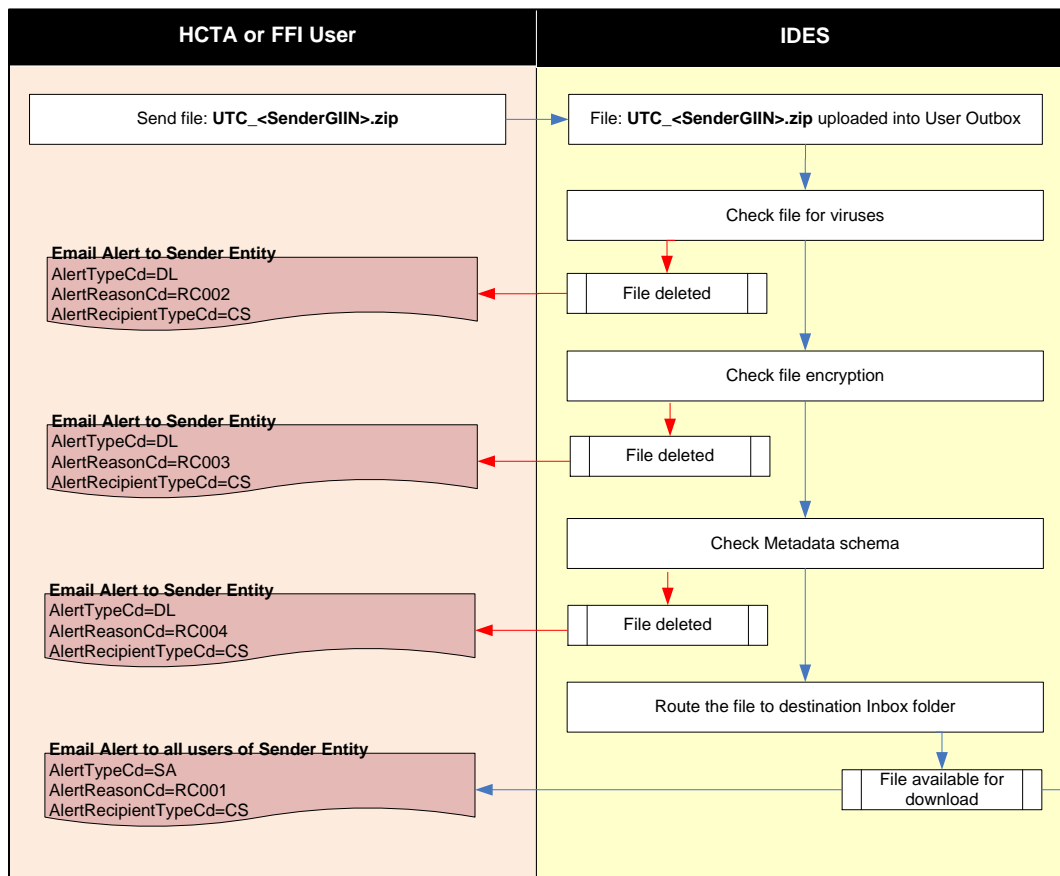 HCTA or FFI User
IDES
Send file: UTC_<SenderGIIN>.zip
File: UTC_<SenderGIIN>.zip uploaded into User Outbox
Check file for viruses
Email Alert to Sender Entity
AlertTypeCd=DL
AlertReasonCd=RC002
AlertRecipientTypeCd=CS
File deleted
Check file encryption
Email Alert to Sender Entity
AlertTypeCd=DL
AlertReasonCd=RC003
AlertRecipientTypeCd=CS
File deleted
Check Metadata schema
Email Alert to Sender Entity
AlertTypeCd=DL
AlertReasonCd=RC004
AlertRecipientTypeCd=CS
File deleted
Route the file to destination Inbox folder
Email Alert to all users of Sender Entity
AlertTypeCd=SA
AlertReasonCd=RC001
AlertRecipientTypeCd=CS
File available for
download